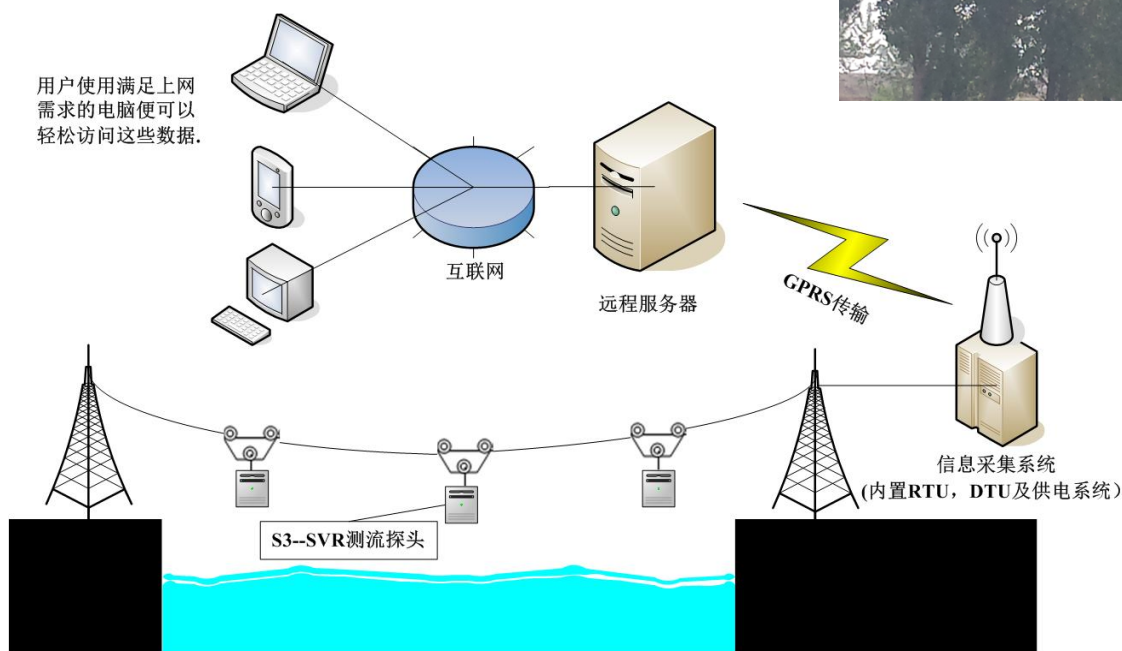 用户使用满足上网
需求的电脑便可以
轻松访问这些数据.
互联网
远程服务器
GPRS传输
信息采集系统
(内置RTU，DTU及供电系统）
S3--SVR测流探头